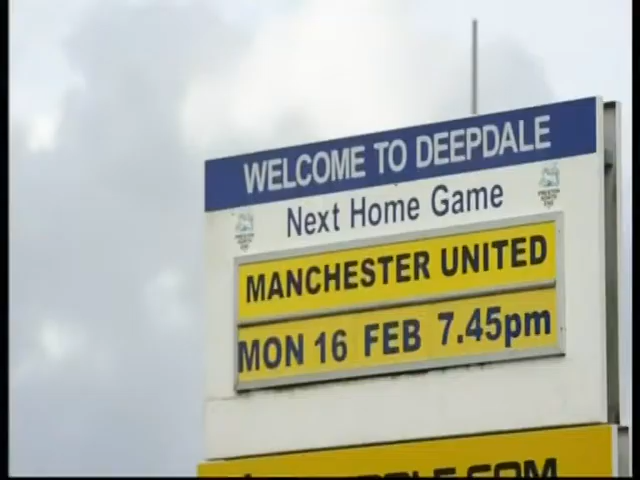 WELCOME TO DEEPDALE
Next Home Game
MANCHESTER UNITED
MON 16 FEB 7.45pm